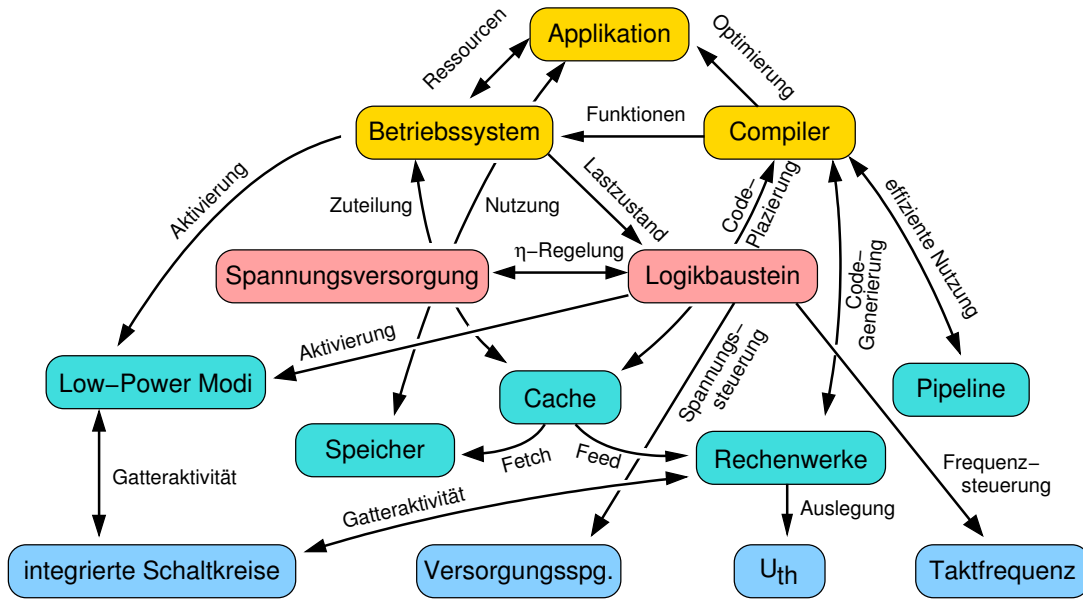 Applikation
Ressourcen
Optimierung
Betriebssystem
Funktionen
Compiler
Aktivierung
Zuteilung
Nutzung
Lastzustand
Code−
Plazierung
effiziente Nutzung
Spannungsversorgung
η−Regelung
Logikbaustein
Code−
Generierung
Aktivierung
Spannungs−
steuerung
Low−Power Modi
Cache
Pipeline
Speicher
Fetch
Feed
Rechenwerke
Gatteraktivität
Gatteraktivität
Frequenz−
steuerung
Auslegung
integrierte Schaltkreise
Versorgungsspg.
Uth
Taktfrequenz